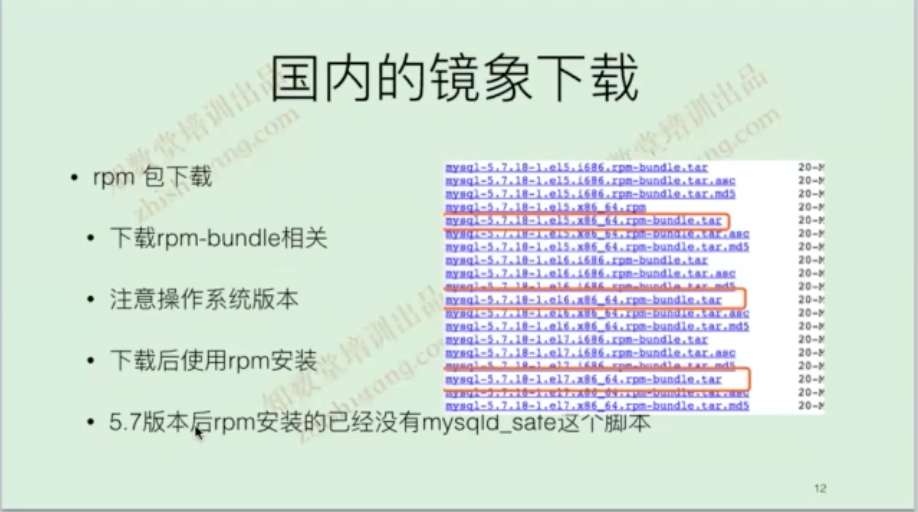 国内的镜象下载
• rpm 包下载
• 下载rpm-bundle相关
• 注意操作系统版本
• 下载后使用rpm安装
• 5.7版本后rpm安装的已经没有mysqld_safe这个脚本
mysql-5.7.18-1.el5.i686.rpm-bundle.tar 20-M
mysql-5.7.18-1.el5.i686.rpm-bundle.tar.asc 20-M
mysql-5.7.18-1.el5.i686.rpm-bundle.tar.md5 20-M
mysql-5.7.18-1.el5.x86_64.rpm 20-M
mysql-5.7.18-1.el5.x86_64.rpm-bundle.tar 20-M
mysql-5.7.18-1.el5.x86_64.rpm-bundle.tar.asc 20-M
mysql-5.7.18-1.el5.x86_64.rpm-bundle.tar.md5 20-M
mysql-5.7.18-1.el6.i686.rpm-bundle.tar 20-M
mysql-5.7.18-1.el6.i686.rpm-bundle.tar.asc 20-M
mysql-5.7.18-1.el6.i686.rpm-bundle.tar.md5 20-M
mysql-5.7.18-1.el6.x86_64.rpm-bundle.tar 20-M
mysql-5.7.18-1.el6.x86_64.rpm-bundle.tar.asc 20-M
mysql-5.7.18-1.el6.x86_64.rpm-bundle.tar.md5 20-M
mysql-5.7.18-1.el7.i686.rpm-bundle.tar 20-M
mysql-5.7.18-1.el7.i686.rpm-bundle.tar.asc 20-M
mysql-5.7.18-1.el7.i686.rpm-bundle.tar.md5 20-M
mysql-5.7.18-1.el7.x86_64.rpm-bundle.tar 20-M
mysql-5.7.18-1.el7.x86_64.rpm-bundle.tar.asc 20-M
mysql-5.7.18-1.el7.x86_64.rpm-bundle.tar.md5 20-M
知数堂培训出品
zhishutang.com
12